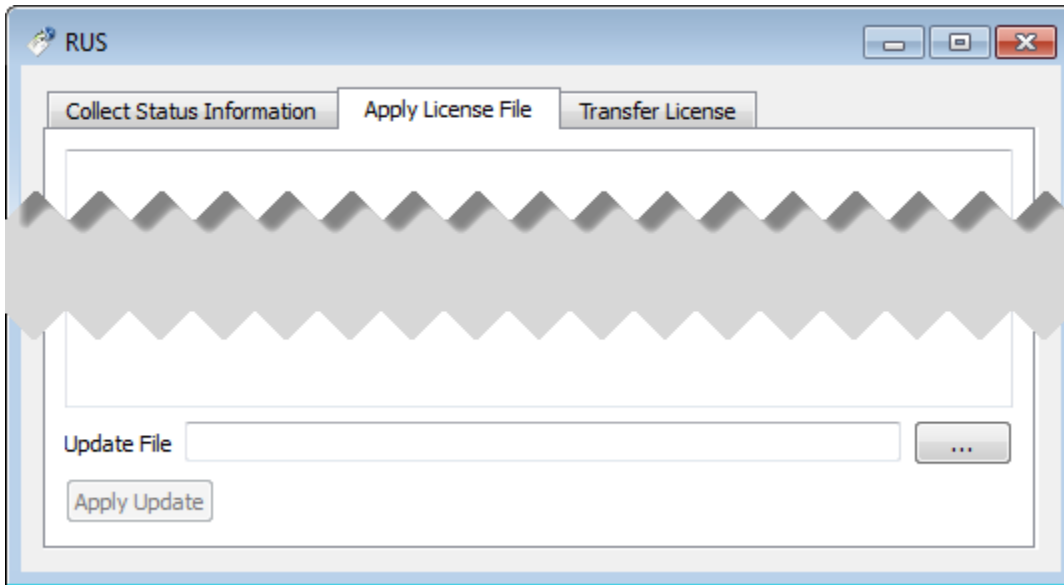 RUS
Collect Status Information Apply License File Transfer License
Update File ...
Apply Update